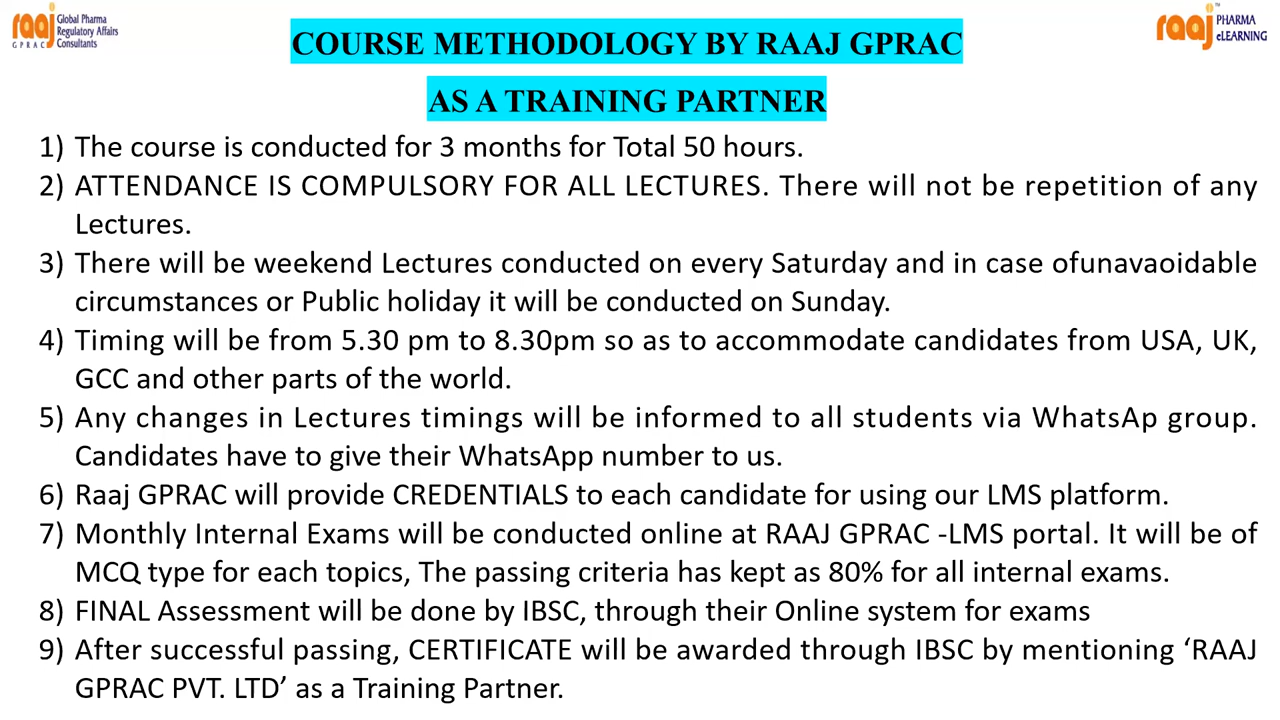 raaj Global Pharma
Regulatory Affairs
GPRAC Consultants
raaj PHARMA
eLEARNING
TM
COURSE METHODOLOGY BY RAAJ GPRAC
AS A TRAINING PARTNER
1) The course is conducted for 3 months for Total 50 hours.
2) ATTENDANCE IS COMPULSORY FOR ALL LECTURES. There will not be repetition of any
Lectures.
3) There will be weekend Lectures conducted on every Saturday and in case ofunavaoidable
circumstances or Public holiday it will be conducted on Sunday.
4) Timing will be from 5.30 pm to 8.30pm so as to accommodate candidates from USA, UK,
GCC and other parts of the world.
5) Any changes in Lectures timings will be informed to all students via WhatsAp group.
Candidates have to give their WhatsApp number to us.
6) Raaj GPRAC will provide CREDENTIALS to each candidate for using our LMS platform.
7) Monthly Internal Exams will be conducted online at RAAJ GPRAC -LMS portal. It will be of
MCQ type for each topics, The passing criteria has kept as 80% for all internal exams.
8) FINAL Assessment will be done by IBSC, through their Online system for exams
9) After successful passing, CERTIFICATE will be awarded through IBSC by mentioning ‘RAAJ
GPRAC PVT. LTD’ as a Training Partner.